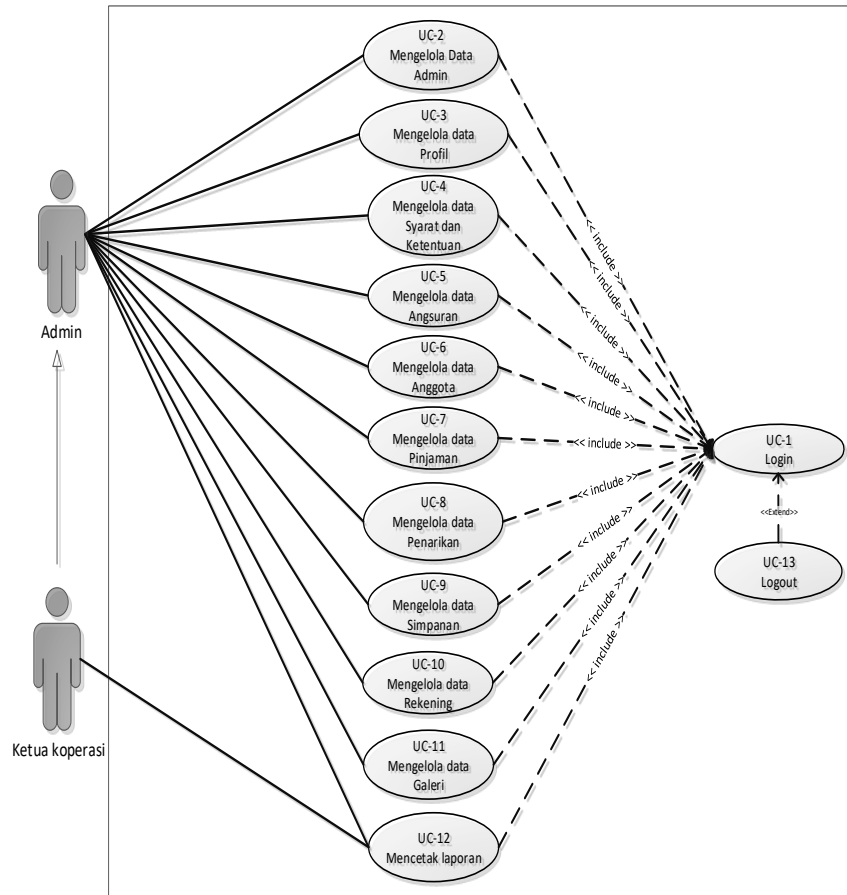 UC-2
Mengelola Data
Admin
UC-3
Mengelola data
Profil
UC-4
Mengelola data
Syarat dan
Ketentuan
UC-5
Mengelola data
Angsuran
UC-6
Mengelola data
Anggota
UC-7
Mengelola data
Pinjaman
UC-8
Mengelola data
Penarikan
UC-9
Mengelola data
Simpanan
UC-10
Mengelola data
Rekening
UC-11
Mengelola data
Galeri
UC-12
Mencetak laporan
Admin
Ketua koperasi
<< include >>
<< include >>
<< include >>
<< include >>
<< include >>
<< include >>
<< include >>
<< include >>
<< include >>
<< include >>
<< include >>
UC-1
Login
<<Extend>>
UC-13
Logout